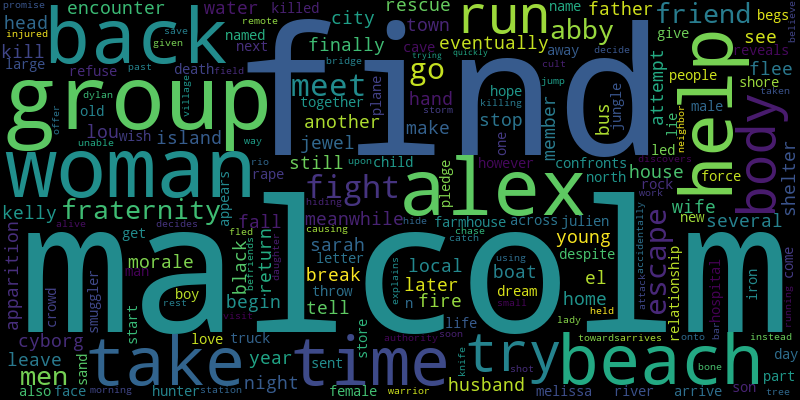 promise remote encounter water killed rescue name father friend begs believe
head injured save given back city finally town named abby run see
kill next eventually away decide give reveals
large refuse past death field meet cave go people flee
group old dylan village bridge trying cult jump find help shore
offer unable lou wish island together plane hand quickly hope storm bus jungle attempt neighbor male taken
way another killing stop member lie body
woman rio jewel make one led discovers shelter
still upon child however confronts house force
kelly fraternity appears rape hiding fight alex pledge north rock work wife
alive get decides fled fall meanwhile hide farmhouse across julien new several
apparition morale black befriends return sarah causing chase catch young despite escape accidentally attack
man daughter letter explains local using boat el relationship hospital come
crowd boy smuggler rest begin break throw later dream home held iron
malcolm tell n fire small lady running
cyborg start visit love truck store life authority soon towards arrives onto bar instead
leave take time try beach day
men sand year sent knife shot husband bone part
also face morning hunter station night female warrior melissa river arrive son tree